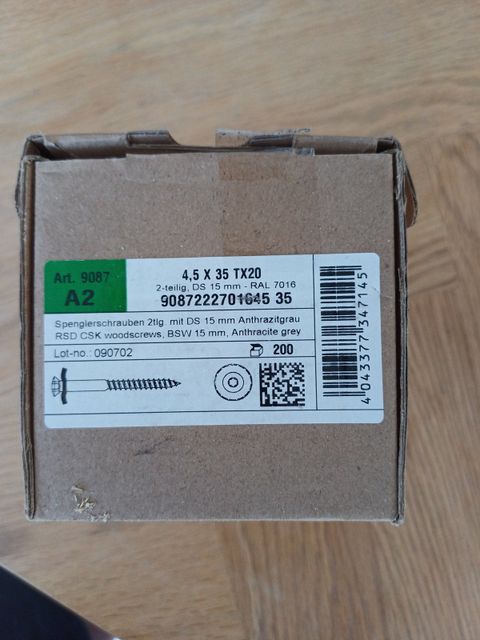 Art. 9087
A2
4,5 X 35 TX20
2-teilig, DS 15 mm - RAL 7016
9087222701645 35
Spenglerschrauben 2tlg. mit DS 15 mm Anthrazitgrau
RSD CSK woodscrews, BSW 15 mm, Anthracite grey
Lot-no.: 090702
200
4043377347145